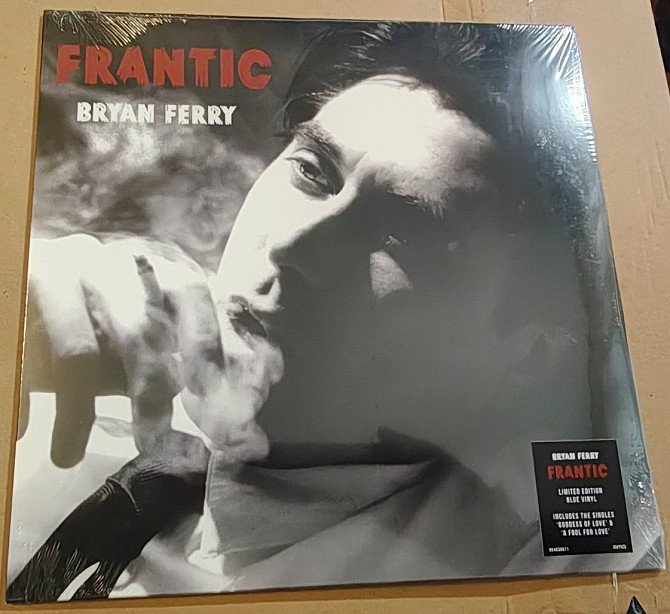 FRANTIC
BRYAN FERRY
BRYAN FERRY
FRANTIC
LIMITED EDITION
BLUE VINYL
INCLUDES THE SINGLES
'GODDESS OF LOVE' &
'A FOOL FOR LOVE'
BMG